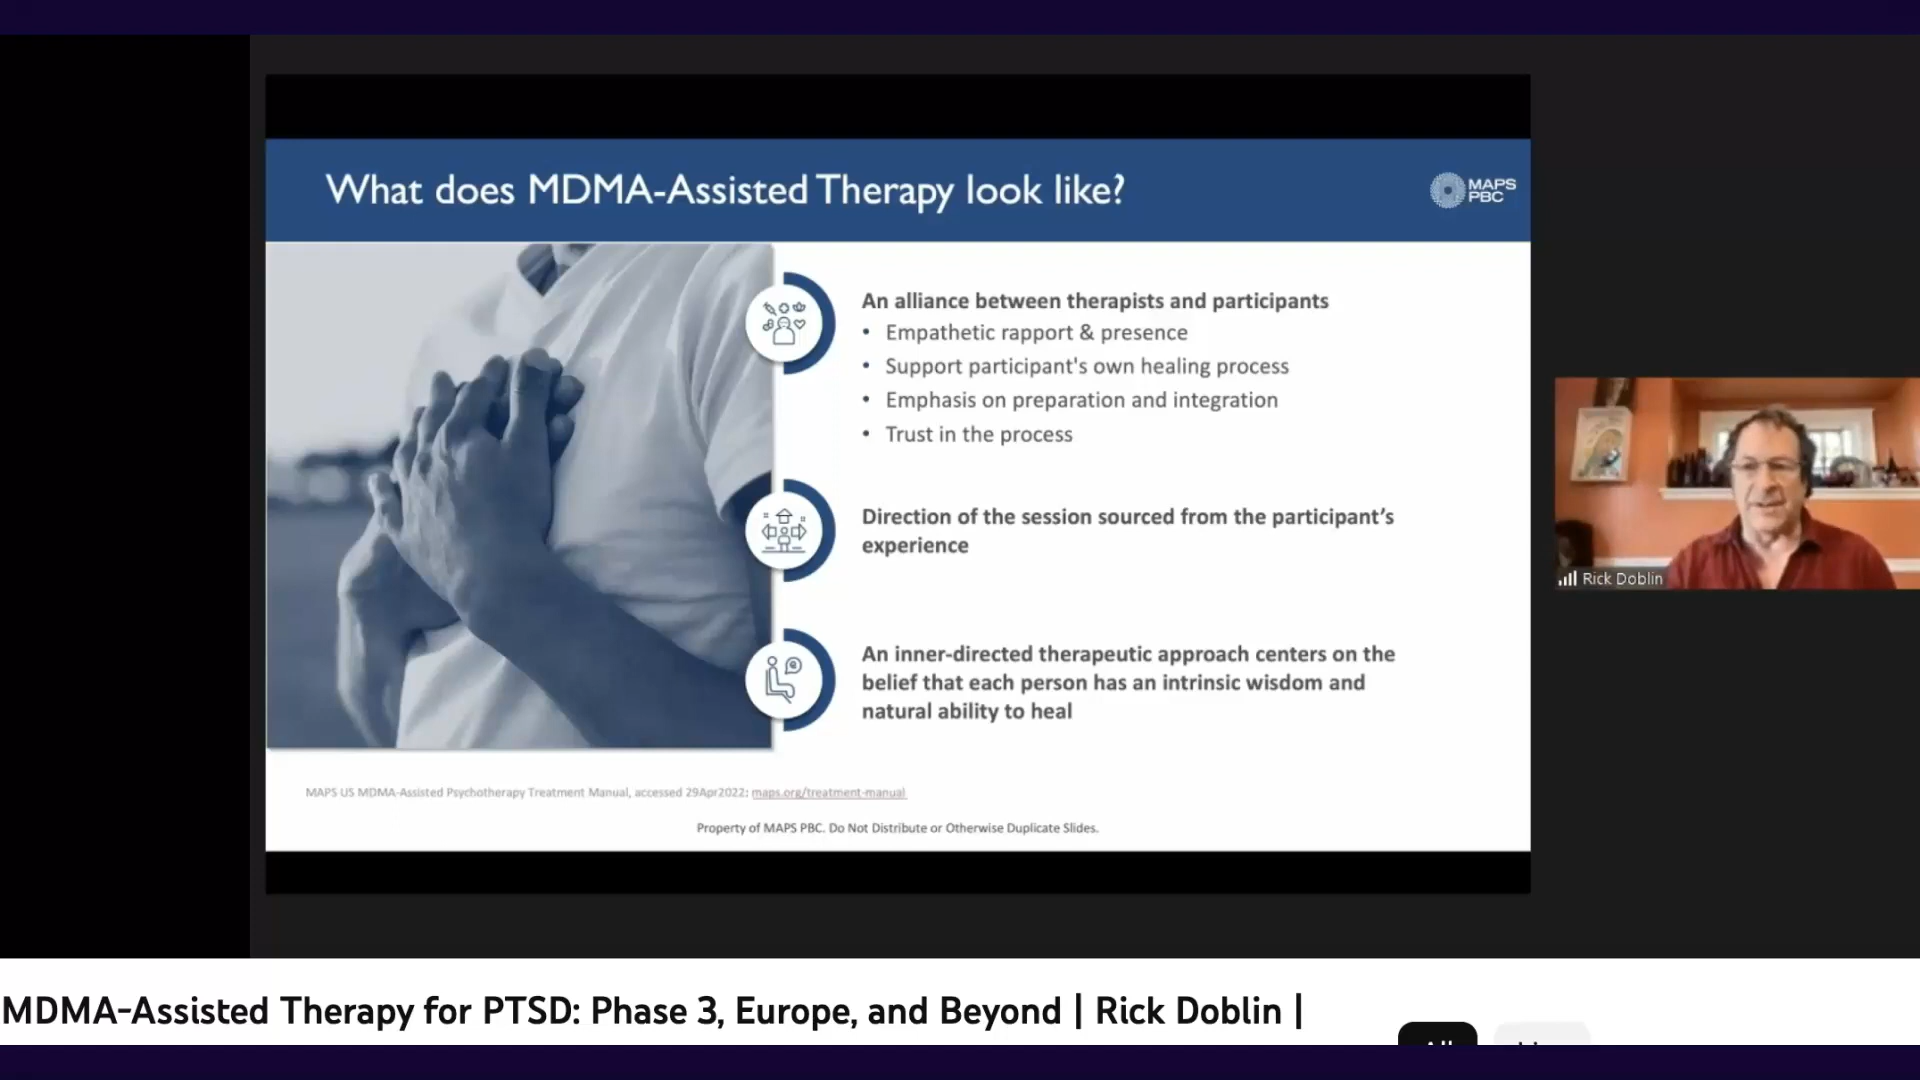 What does MDMA-Assisted Therapy look like?
MAPS
PBC
An alliance between therapists and participants
• Empathetic rapport & presence
• Support participant's own healing process
• Emphasis on preparation and integration
• Trust in the process
Direction of the session sourced from the participant's
experience
An inner-directed therapeutic approach centers on the
belief that each person has an intrinsic wisdom and
natural ability to heal
MAPS US MDMA-Assisted Psychotherapy Treatment Manual, accessed 29Apr2022; maps.org/treatment-manual
Property of MAPS PBC. Do Not Distribute or Otherwise Duplicate Slides.
Rick Doblin
MDMA-Assisted Therapy for PTSD: Phase 3, Europe, and Beyond | Rick Doblin |